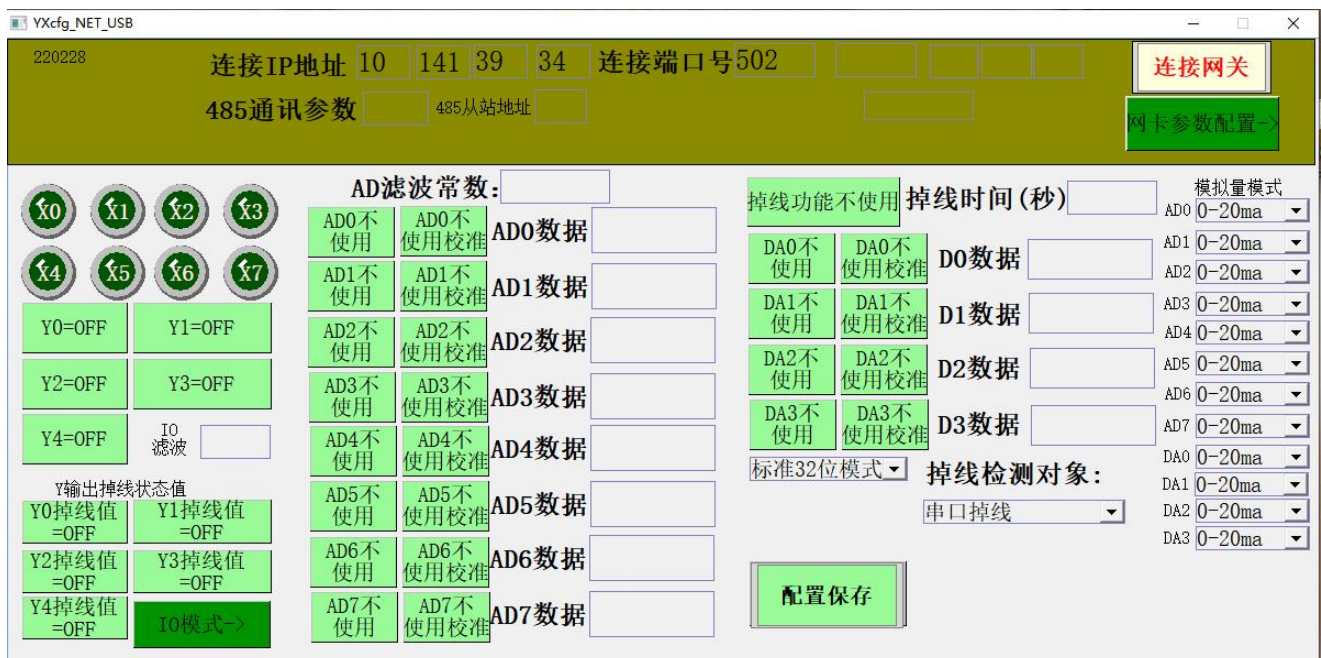 YXcfg_NET_USB
220228
连接IP地址 10 141 39 34 连接端口号 502
连接网关
485通讯参数 485从站地址
网卡参数配置->
X0 X1 X2 X3
X4 X5 X6 X7
Y0=OFF Y1=OFF
Y2=OFF Y3=OFF
Y4=OFF IO
滤波
Y输出掉线状态值
Y0掉线值
=OFF
Y1掉线值
=OFF
Y2掉线值
=OFF
Y3掉线值
=OFF
Y4掉线值
=OFF
IO模式->
AD滤波常数:
AD0不
使用
AD0不
使用校准
AD0数据
AD1不
使用
AD1不
使用校准
AD1数据
AD2不
使用
AD2不
使用校准
AD2数据
AD3不
使用
AD3不
使用校准
AD3数据
AD4不
使用
AD4不
使用校准
AD4数据
AD5不
使用
AD5不
使用校准
AD5数据
AD6不
使用
AD6不
使用校准
AD6数据
AD7不
使用
AD7不
使用校准
AD7数据
掉线功能不使用 掉线时间(秒)
DA0不
使用
DA0不
使用校准
D0数据
DA1不
使用
DA1不
使用校准
D1数据
DA2不
使用
DA2不
使用校准
D2数据
DA3不
使用
DA3不
使用校准
D3数据
标准32位模式 掉线检测对象:
串口掉线
配置保存
模拟量模式
AD0 0-20ma
AD1 0-20ma
AD2 0-20ma
AD3 0-20ma
AD4 0-20ma
AD5 0-20ma
AD6 0-20ma
AD7 0-20ma
DA0 0-20ma
DA1 0-20ma
DA2 0-20ma
DA3 0-20ma